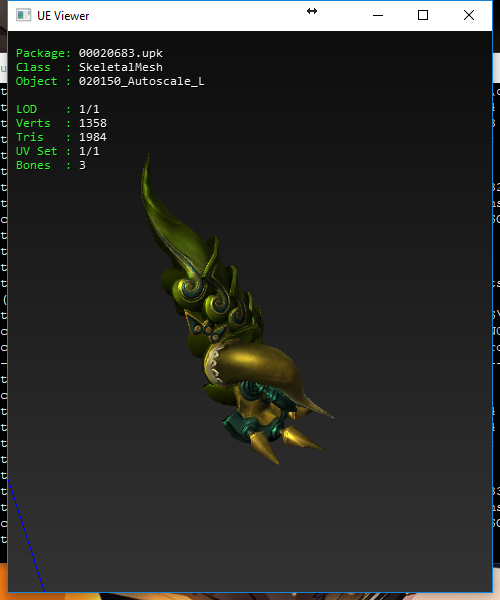 UE Viewer
Package: 00020683.upk
Class : SkeletalMesh
Object : 020150_Autoscale_L
LOD : 1/1
Verts : 1358
Tris : 1984
UV Set : 1/1
Bones : 3